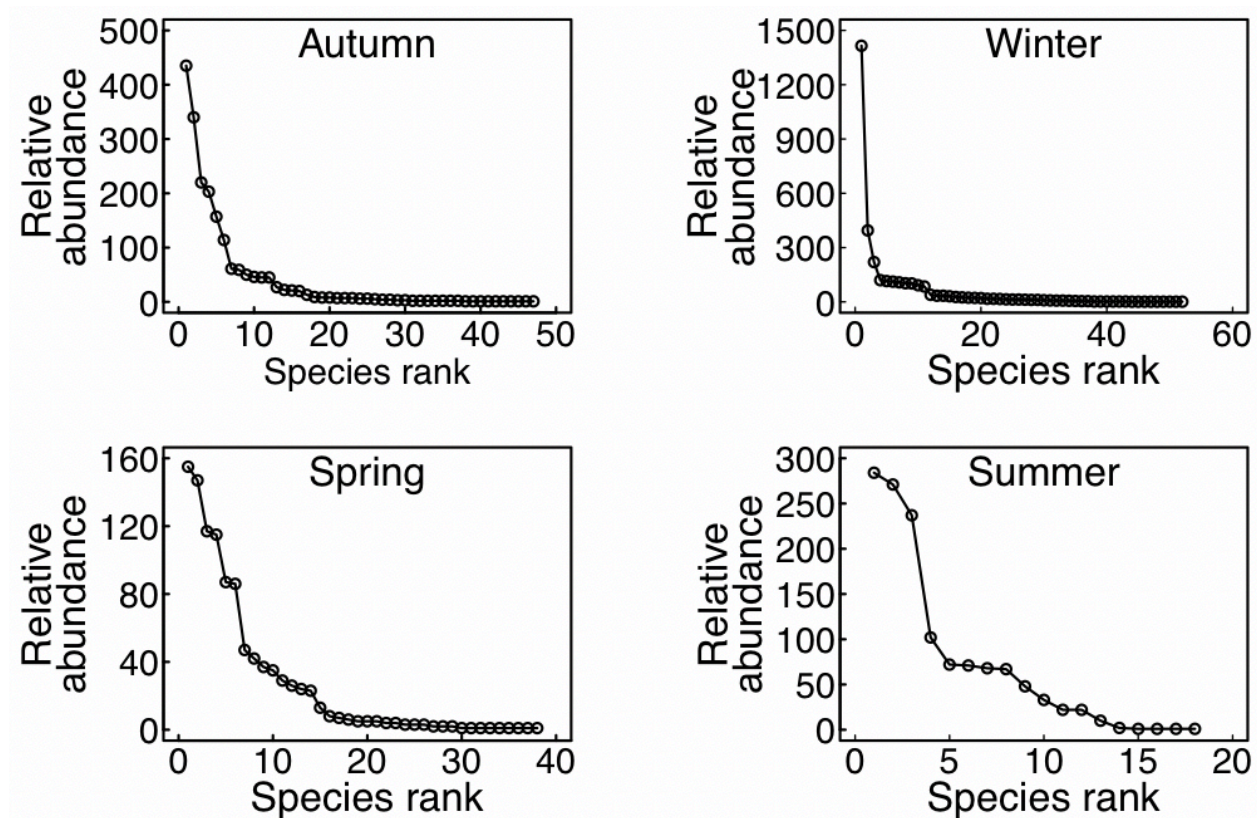 Autumn
500
400
300
200
100
0
0 10 20 30 40 50
Species rank
Relative
abundance
Winter
1500
1200
900
600
300
0
0 20 40 60
Species rank
Relative
abundance
Spring
160
120
80
40
0
0 10 20 30 40
Species rank
Relative
abundance
Summer
300
250
200
150
100
50
0
0 5 10 15 20
Species rank
Relative
abundance